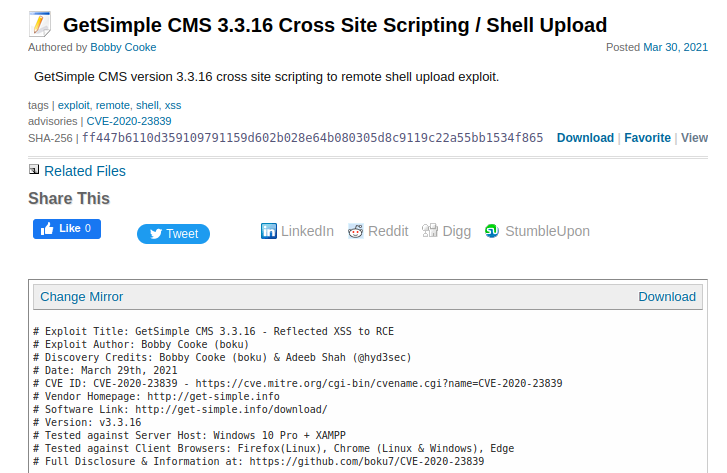 GetSimple CMS 3.3.16 Cross Site Scripting / Shell Upload
Authored by Bobby Cooke Posted Mar 30, 2021
GetSimple CMS version 3.3.16 cross site scripting to remote shell upload exploit.
tags | exploit, remote, shell, xss
advisories | CVE-2020-23839
SHA-256 | ff447b6110d359109791159d602b028e64b080305d8c9119c22a55bb1534f865 Download | Favorite | View
Related Files
Share This
Like 0 Tweet LinkedIn Reddit Digg StumbleUpon
Change Mirror Download
# Exploit Title: GetSimple CMS 3.3.16 - Reflected XSS to RCE
# Exploit Author: Bobby Cooke (boku)
# Discovery Credits: Bobby Cooke (boku) & Adeeb Shah (@hyd3sec)
# Date: March 29th, 2021
# CVE ID: CVE-2020-23839 - https://cve.mitre.org/cgi-bin/cvename.cgi?name=CVE-2020-23839
# Vendor Homepage: http://get-simple.info
# Software Link: http://get-simple.info/download/
# Version: v3.3.16
# Tested against Server Host: Windows 10 Pro + XAMPP
# Tested against Client Browsers: Firefox(Linux), Chrome (Linux & Windows), Edge
# Full Disclosure & Information at: https://github.com/boku7/CVE-2020-23839